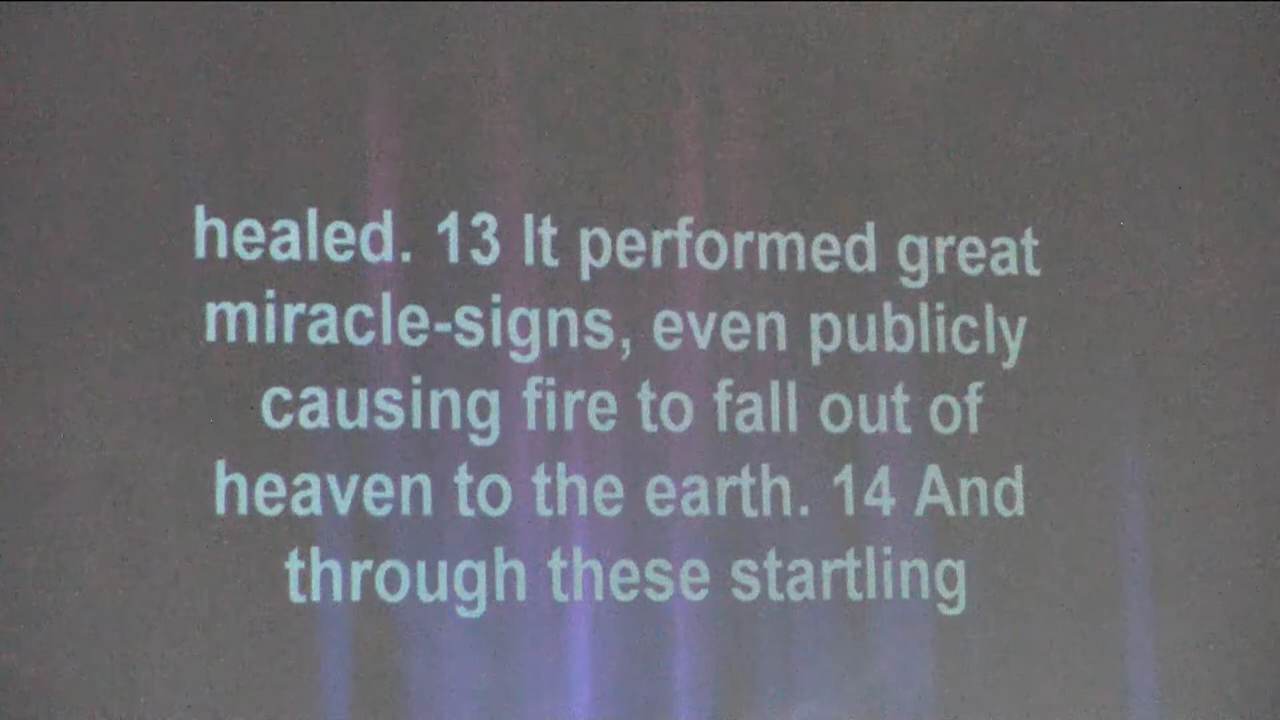 healed. 13 It performed great
miracle-signs, even publicly
causing fire to fall out of
heaven to the earth. 14 And
through these startling